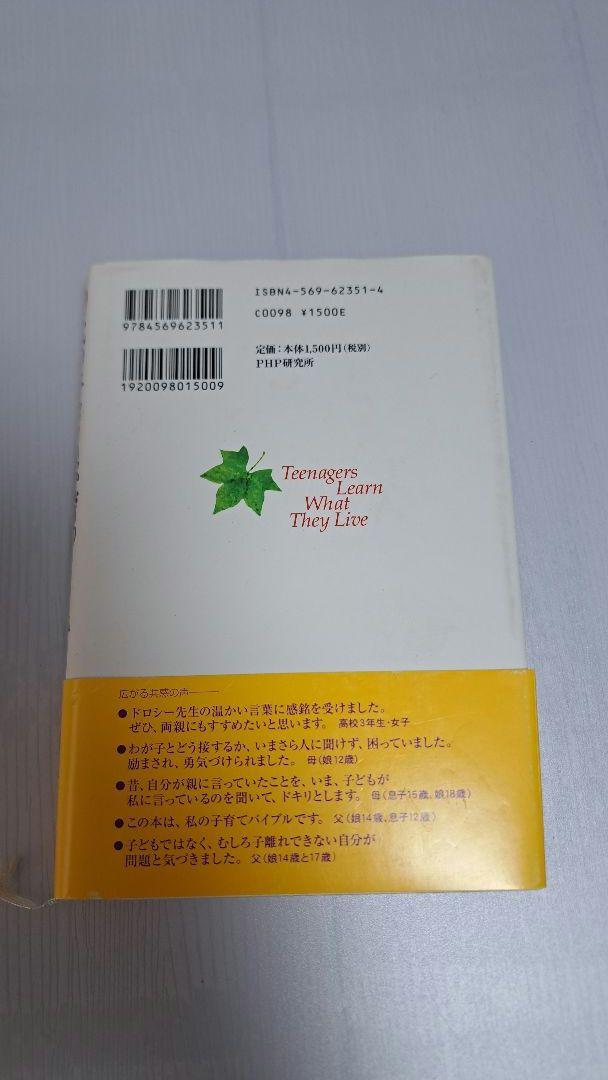 ISBN4-569-62351-4
C0098 ¥1500E
9784569623511
定価：本体1,500円（税別）
PHP研究所
1920098015009
Teenagers
Learn
What
They Live
広がる共感の声――
●ドロシー先生の温かい言葉に感銘を受けました。
ぜひ、両親にもすすめたいと思います。 高校3年生・女子
●わが子とどう接するか、いまさら人に聞けず、困っていました。
励まされ、勇気づけられました。 母（娘12歳）
●昔、自分が親に言っていたことを、いま、子どもが
私に言っているのを聞いて、ドキリとします。 母（息子15歳、娘18歳）
●この本は、私の子育てバイブルです。 父（娘14歳、息子12歳）
●子どもではなく、むしろ子離れできない自分が
問題と気づきました。 父（娘14歳と17歳）